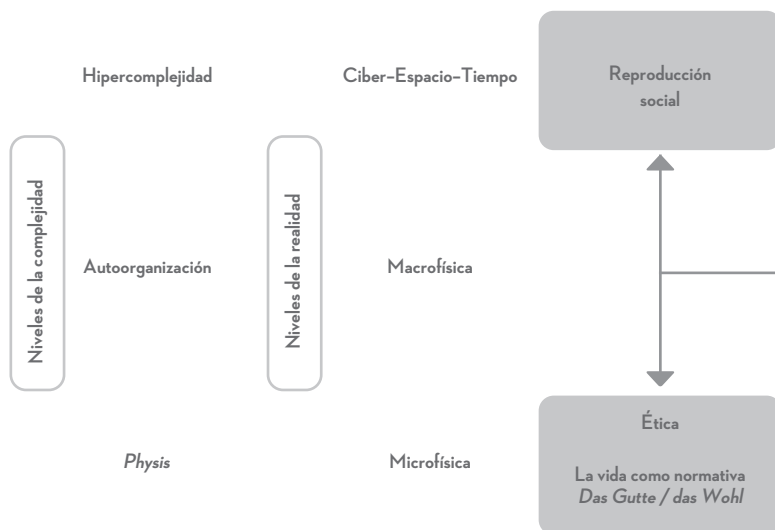 Hipercomplejidad
Ciber-Espacio-Tiempo
Reproducción
social
Niveles de la complejidad
Autoorganización
Niveles de la realidad
Macrofísica
Physis
Microfísica
Ética
La vida como normativa
Das Gutte / das Wohl